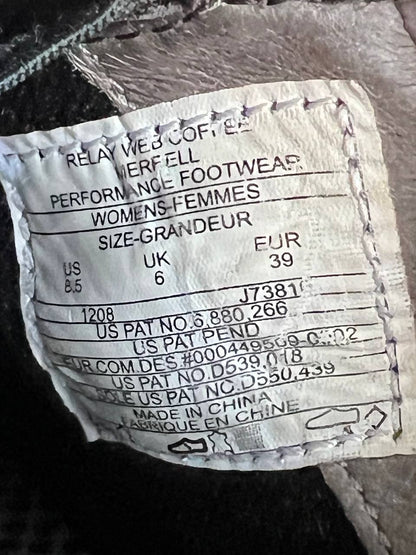 RELAY WEB COFFEE
MERRELL
PERFORMANCE FOOTWEAR
WOMENS-FEMMES
SIZE-GRANDEUR
US UK EUR
8.5 6 39
1208
US PAT NO.6,880,266
US PAT PEND
EUR.COM.DES.#000449569-0002
US PAT NO.D539,018
SOLE US PAT NO.D550,439
MADE IN CHINA
FABRIQUE EN CHINE